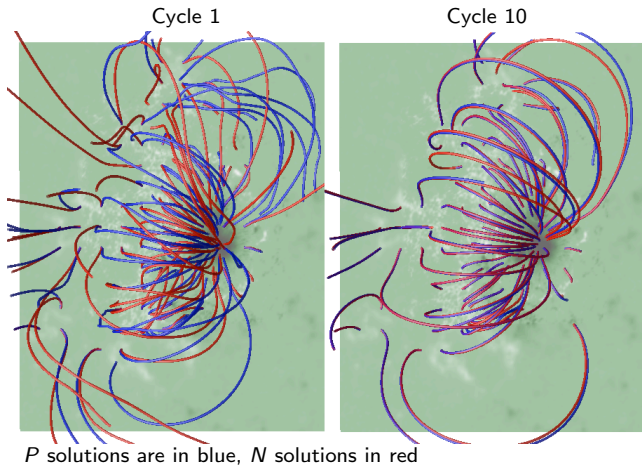 Cycle 1
Cycle 10
P solutions are in blue, N solutions in red